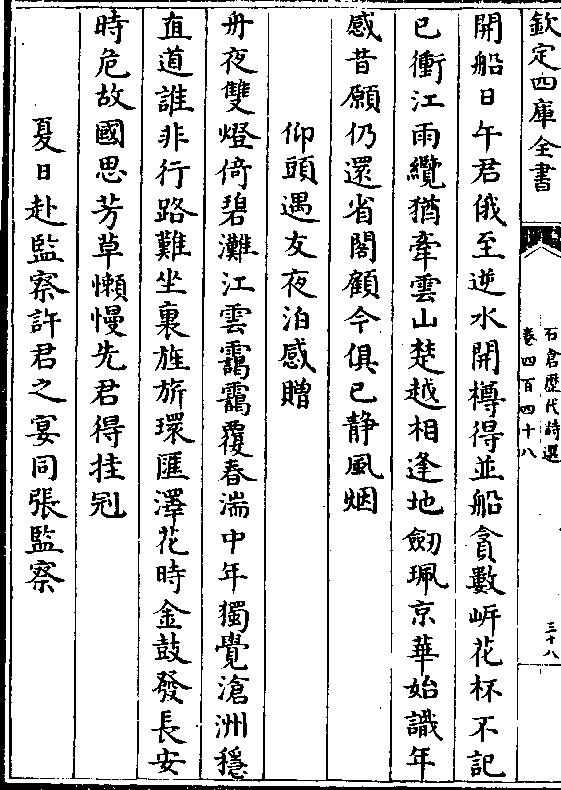 欽定四庫全書
石倉歷代詩選
卷四百四十八
三十八
開船日午君俄至逆水開樽得並船貪數岍花杯不記
已衝江雨纜猶牽雲山楚越相逢地劒珮京華始識年
感昔願仍還省閣顧今俱已静風烟
仰頭遇友夜泊感贈
舟夜雙燈倚碧灘江雲靄靄覆春湍中年獨覺滄洲穩
直道誰非行路難坐裏旌旂環匯澤花時金鼓發長安
時危故國思芳草懶慢先君得挂冠
夏日赴監察許君之宴同張監察